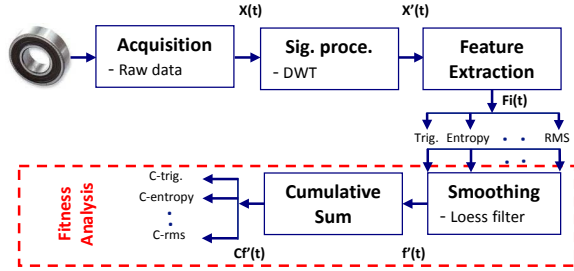 X(t)
X’(t)
Acquisition
- Raw data
Sig. proce.
- DWT
Feature
Extraction
Fi(t)
Trig. Entropy . . RMS
. .
Fitness
Analysis
C-trig.
C-entropy
.
.
C-rms
Cumulative
Sum
Smoothing
- Loess filter
Cf’(t)
f’(t)